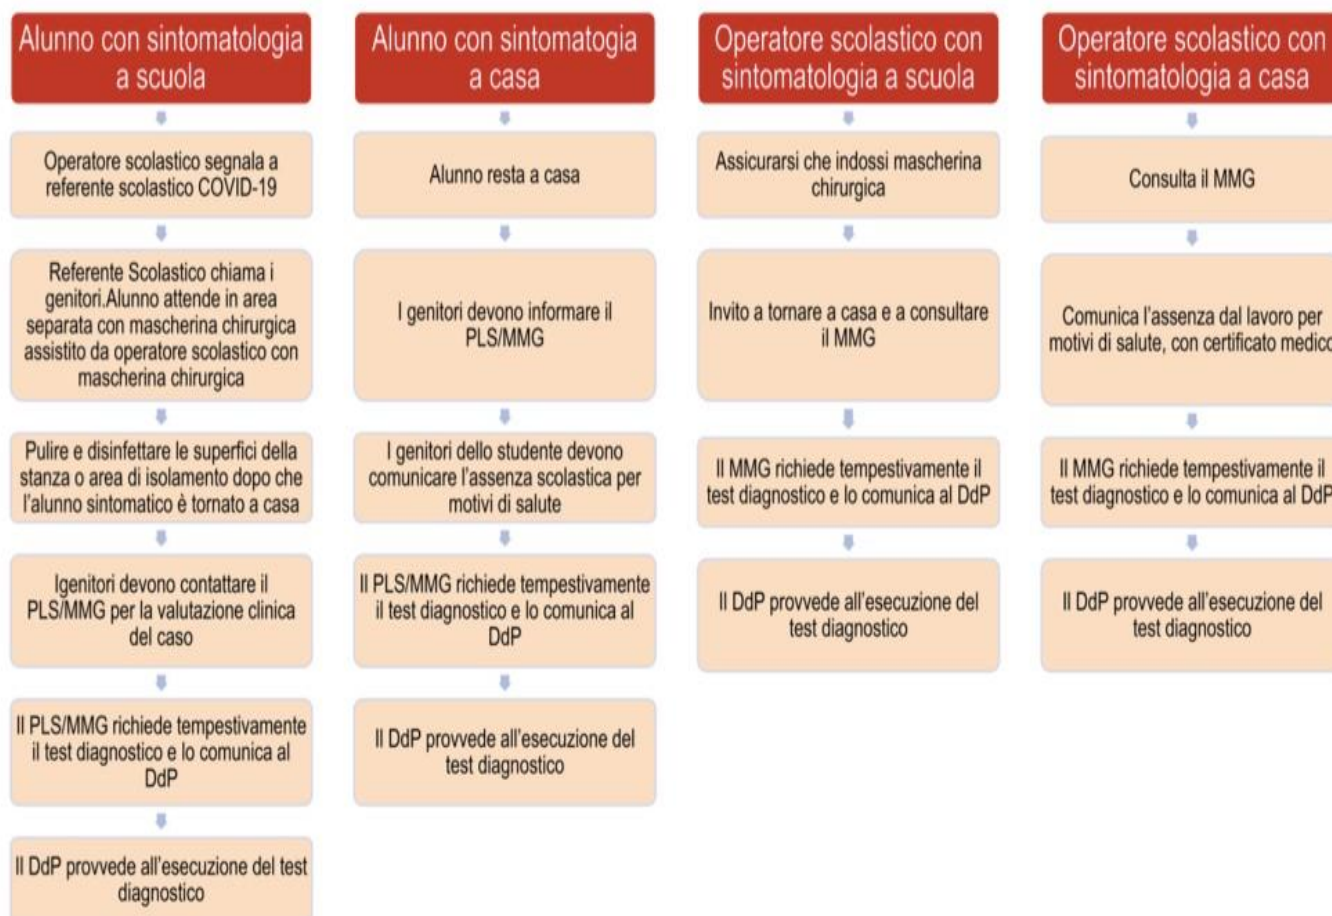 Alunno con sintomatologia
a scuola
Operatore scolastico segnala a
referente scolastico COVID-19
Referente Scolastico chiama i
genitori.Alunno attende in area
separata con mascherina chirurgica
assistito da operatore scolastico con
mascherina chirurgica
Pulire e disinfettare le superfici della
stanza o area di isolamento dopo che
l'alunno sintomatico è tornato a casa
Igenitori devono contattare il
PLS/MMG per la valutazione clinica
del caso
Il PLS/MMG richiede tempestivamente
il test diagnostico e lo comunica al
DdP
Il DdP provvede all'esecuzione del test
diagnostico
Alunno con sintomatogia
a casa
Alunno resta a casa
I genitori devono informare il
PLS/MMG
I genitori dello studente devono
comunicare l'assenza scolastica per
motivi di salute
Il PLS/MMG richiede tempestivamente
il test diagnostico e lo comunica al
DdP
Il DdP provvede all'esecuzione del
test diagnostico
Operatore scolastico con
sintomatologia a scuola
Assicurarsi che indossi mascherina
chirurgica
Invito a tornare a casa e a consultare
il MMG
Il MMG richiede tempestivamente il
test diagnostico e lo comunica al DdP
Il DdP provvede all'esecuzione del
test diagnostico
Operatore scolastico con
sintomatologia a casa
Consulta il MMG
Comunica l'assenza dal lavoro per
motivi di salute, con certificato medico
Il MMG richiede tempestivamente il
test diagnostico e lo comunica al DdP
Il DdP provvede all'esecuzione del
test diagnostico